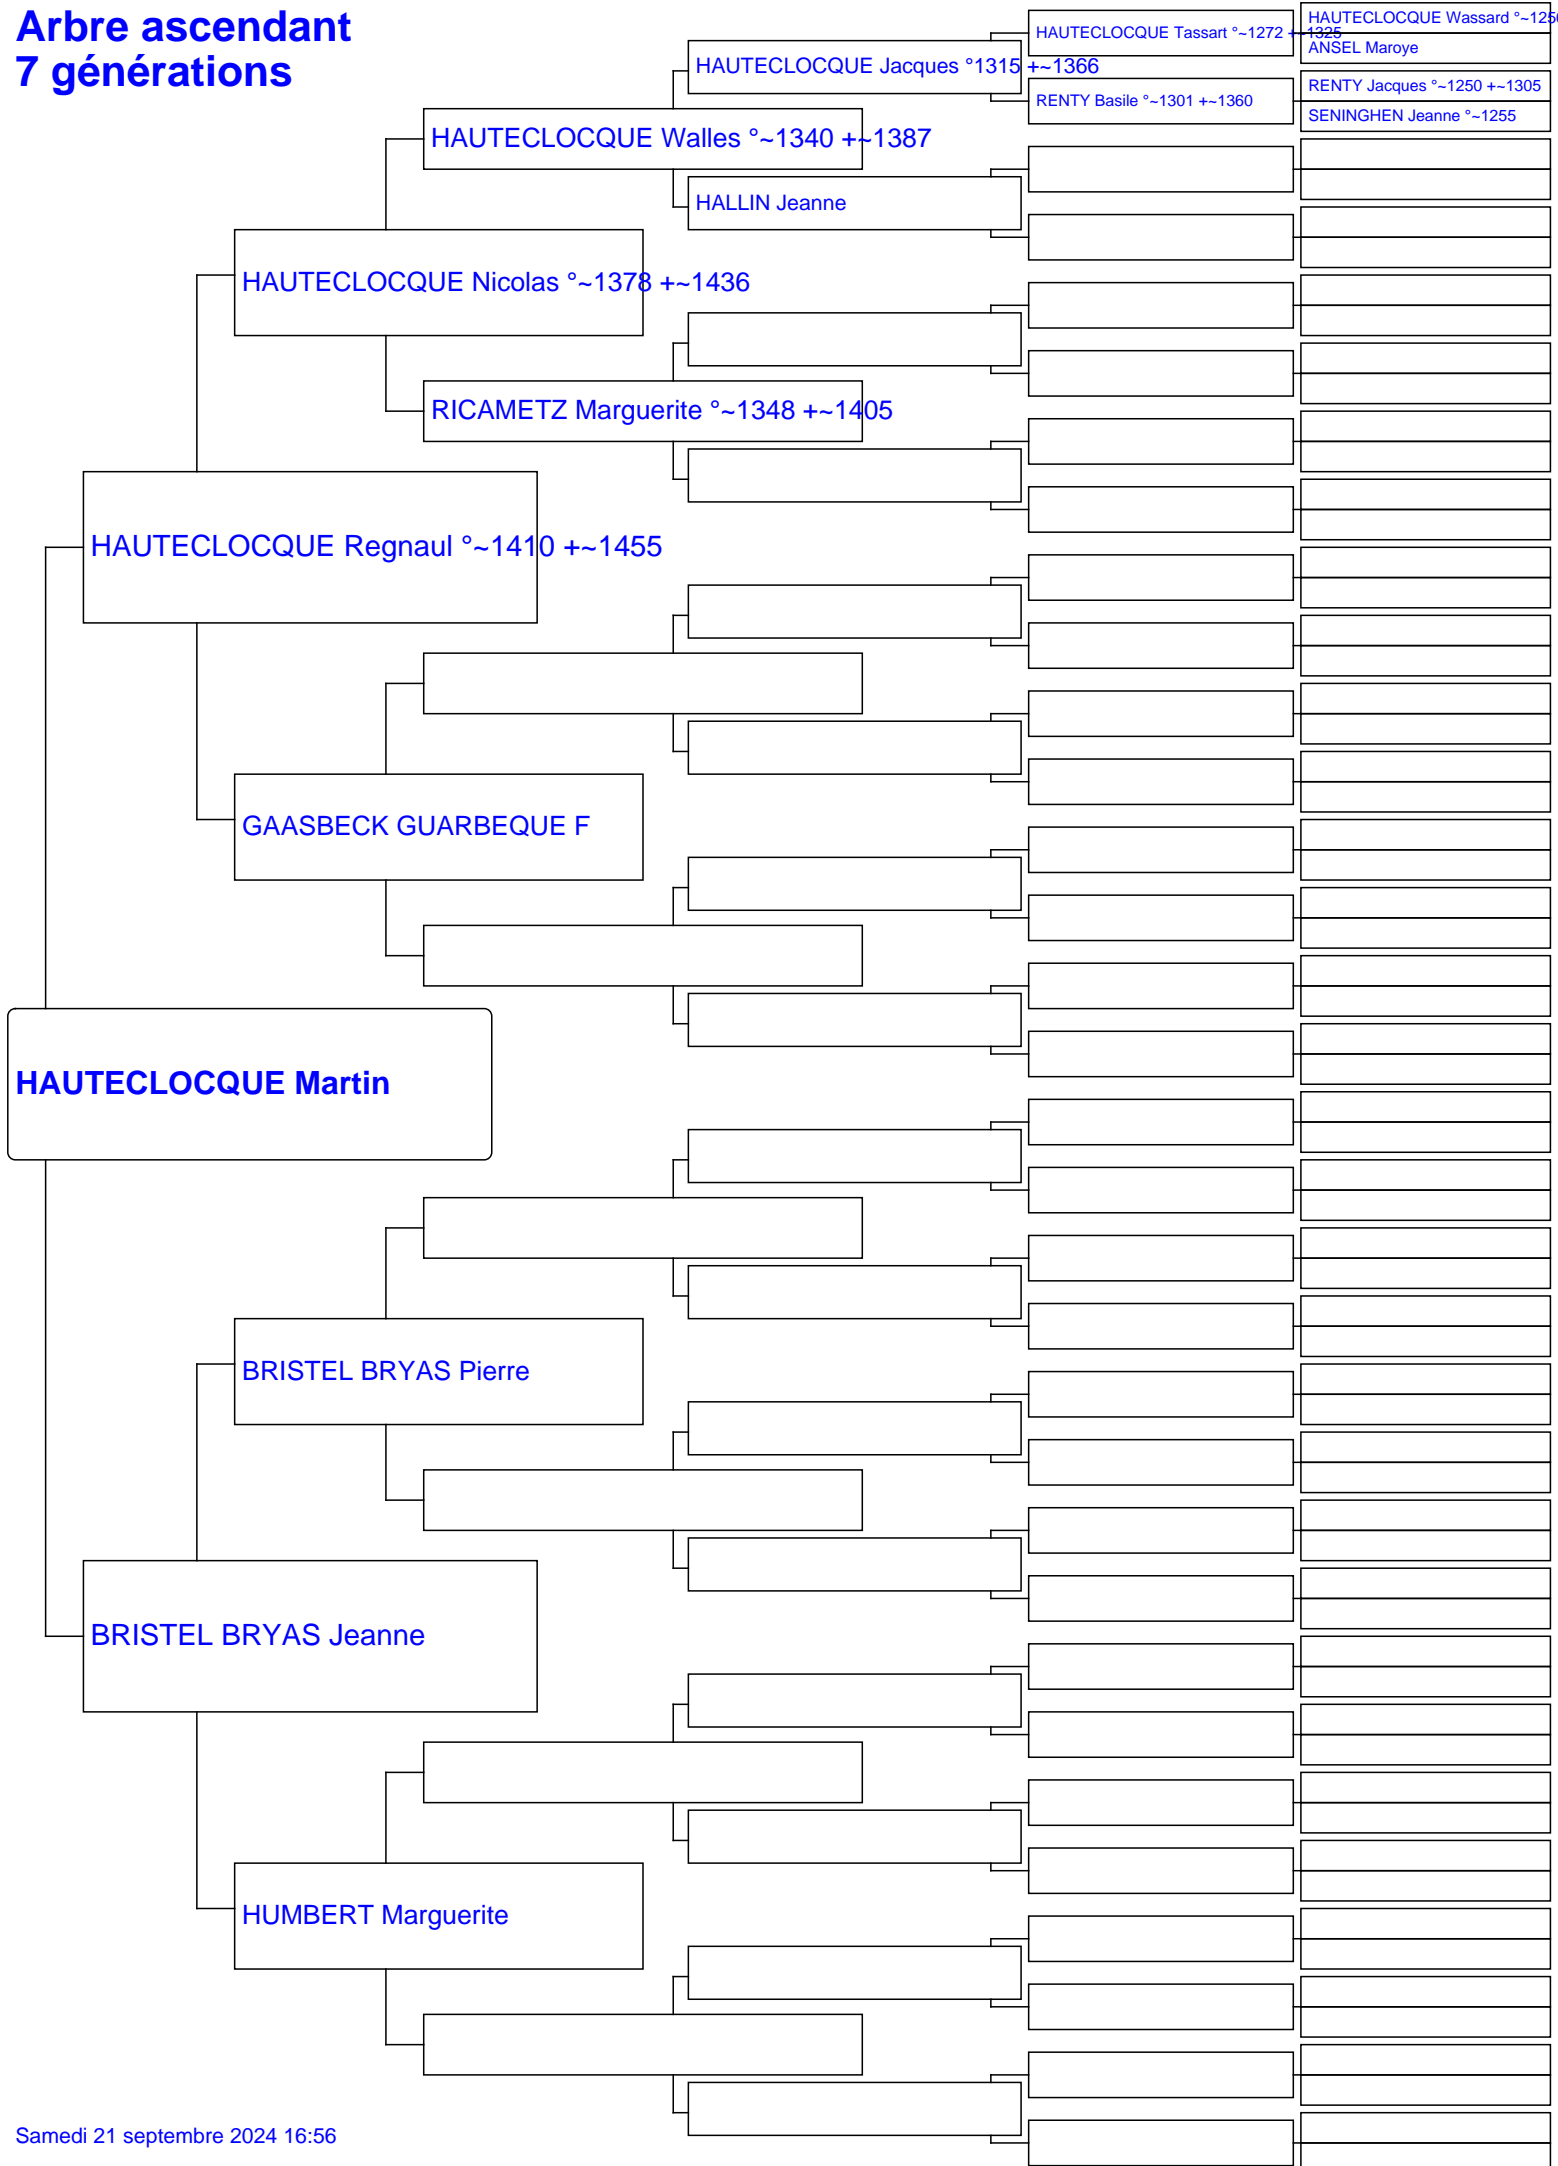 Arbre ascendant
7 générations
HAUTECLOCQUE Wassard °~1250
HAUTECLOCQUE Tassart °~1272 +~1325
ANSEL Maroye
HAUTECLOCQUE Jacques °1315 +~1366
RENTY Jacques °~1250 +~1305
RENTY Basile °~1301 +~1360
SENINGHEN Jeanne °~1255
HAUTECLOCQUE Walles °~1340 +~1387
HALLIN Jeanne
HAUTECLOCQUE Nicolas °~1378 +~1436
RICAMETZ Marguerite °~1348 +~1405
HAUTECLOCQUE Regnaul °~1410 +~1455
GAASBECK GUARBEQUE F
HAUTECLOCQUE Martin
BRISTEL BRYAS Pierre
BRISTEL BRYAS Jeanne
HUMBERT Marguerite
Samedi 21 septembre 2024 16:56